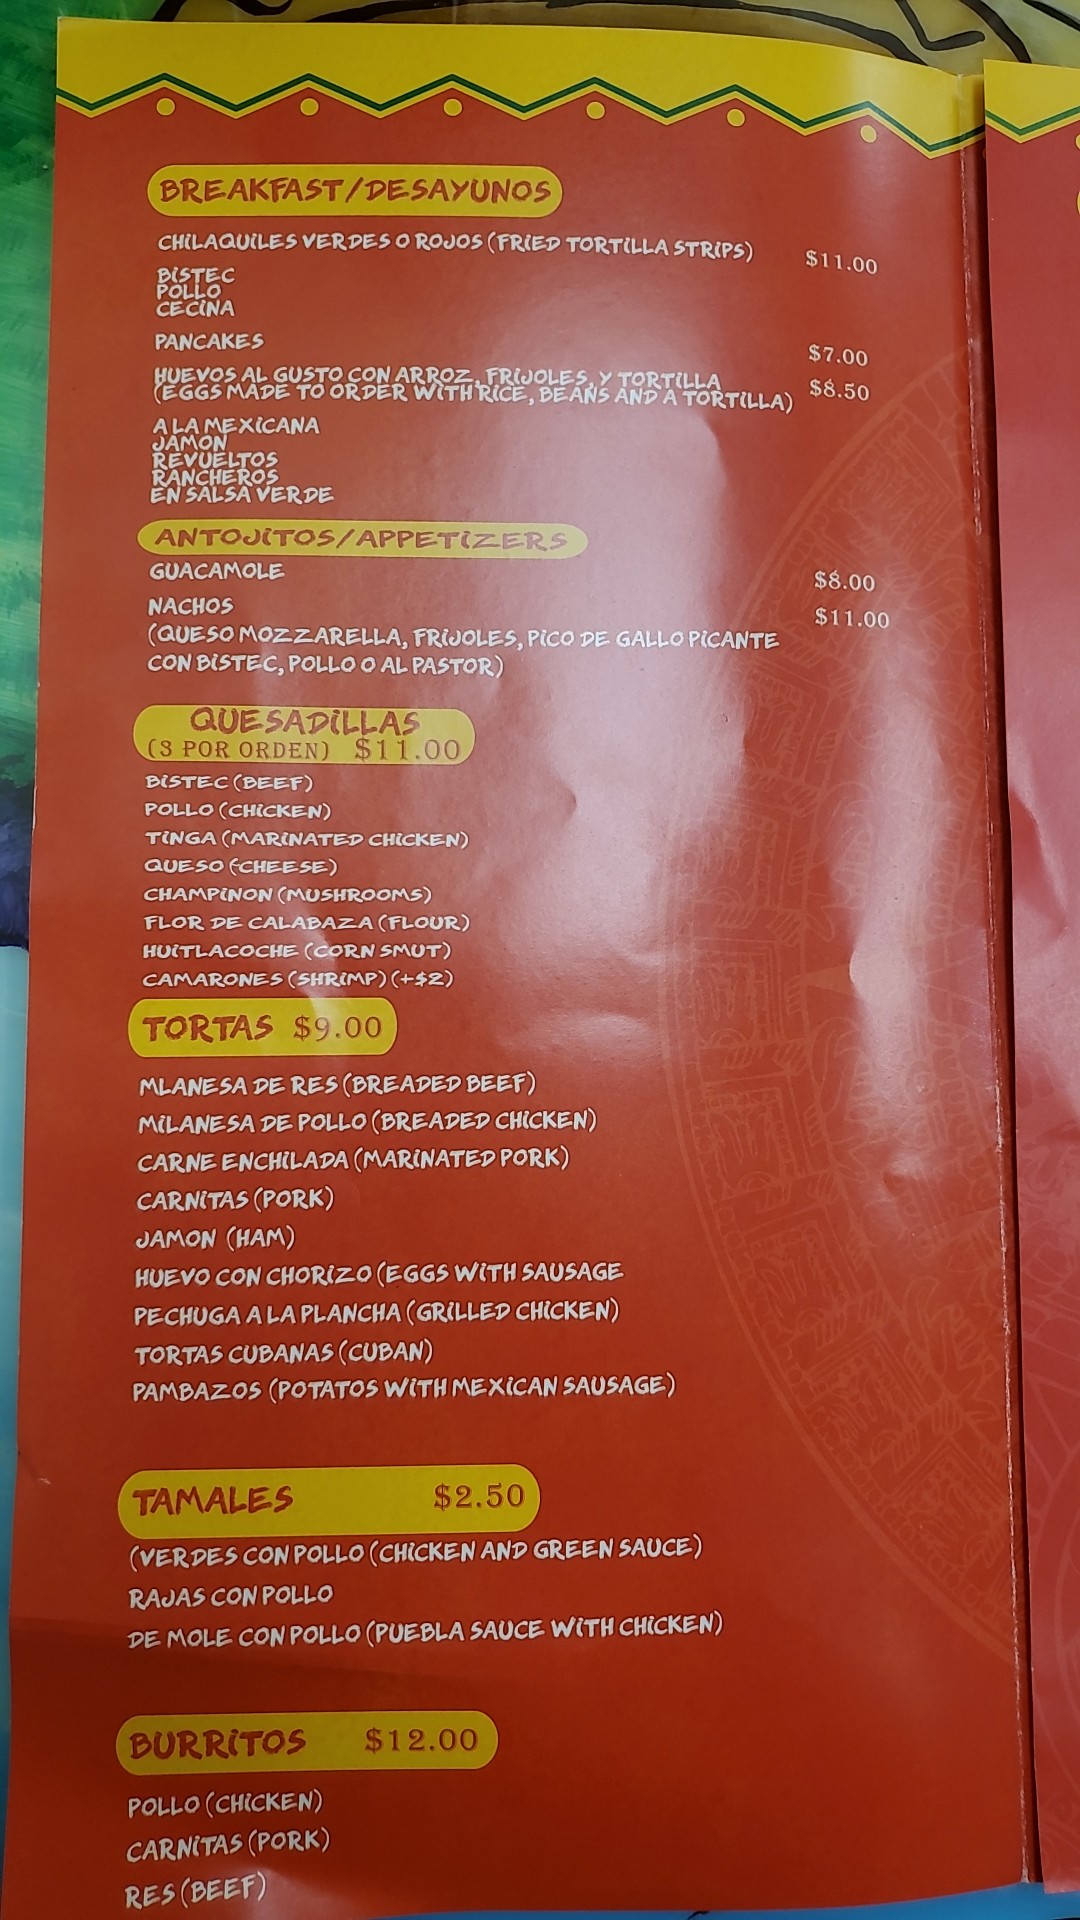 BREAKFAST/DESAYUNOS
CHILAQUILES VERDES O ROJOS (FRIED TORTILLA STRIPS) $11.00
BISTEC
POLLO
CECINA
PANCAKES $7.00
HUEVOS AL GUSTO CON ARROZ, FRIJOLES, Y TORTILLA $8.50
(EGGS MADE TO ORDER WITH RICE, BEANS AND A TORTILLA)
A LA MEXICANA
JAMON
REVUELTOS
RANCHEROS
EN SALSA VERDE
ANTOJITOS/APPETIZERS
GUACAMOLE $8.00
NACHOS $11.00
(QUESO MOZZARELLA, FRIJOLES, PICO DE GALLO PICANTE
CON BISTEC, POLLO O AL PASTOR)
QUESADILLAS
(3 POR ORDEN) $11.00
BISTEC (BEEF)
POLLO (CHICKEN)
TINGA (MARINATED CHICKEN)
QUESO (CHEESE)
CHAMPINON (MUSHROOMS)
FLOR DE CALABAZA (FLOUR)
HUITLACOCHE (CORN SMUT)
CAMARONES (SHRIMP) (+$2)
TORTAS $9.00
MLANESA DE RES (BREADED BEEF)
MILANESA DE POLLO (BREADED CHICKEN)
CARNE ENCHILADA (MARINATED PORK)
CARNITAS (PORK)
JAMON (HAM)
HUEVO CON CHORIZO (EGGS WITH SAUSAGE
PECHUGA A LA PLANCHA (GRILLED CHICKEN)
TORTAS CUBANAS (CUBAN)
PAMBAZOS (POTATOS WITH MEXICAN SAUSAGE)
TAMALES $2.50
(VERDES CON POLLO (CHICKEN AND GREEN SAUCE)
RAJAS CON POLLO
DE MOLE CON POLLO (PUEBLA SAUCE WITH CHICKEN)
BURRITOS $12.00
POLLO (CHICKEN)
CARNITAS (PORK)
RES (BEEF)